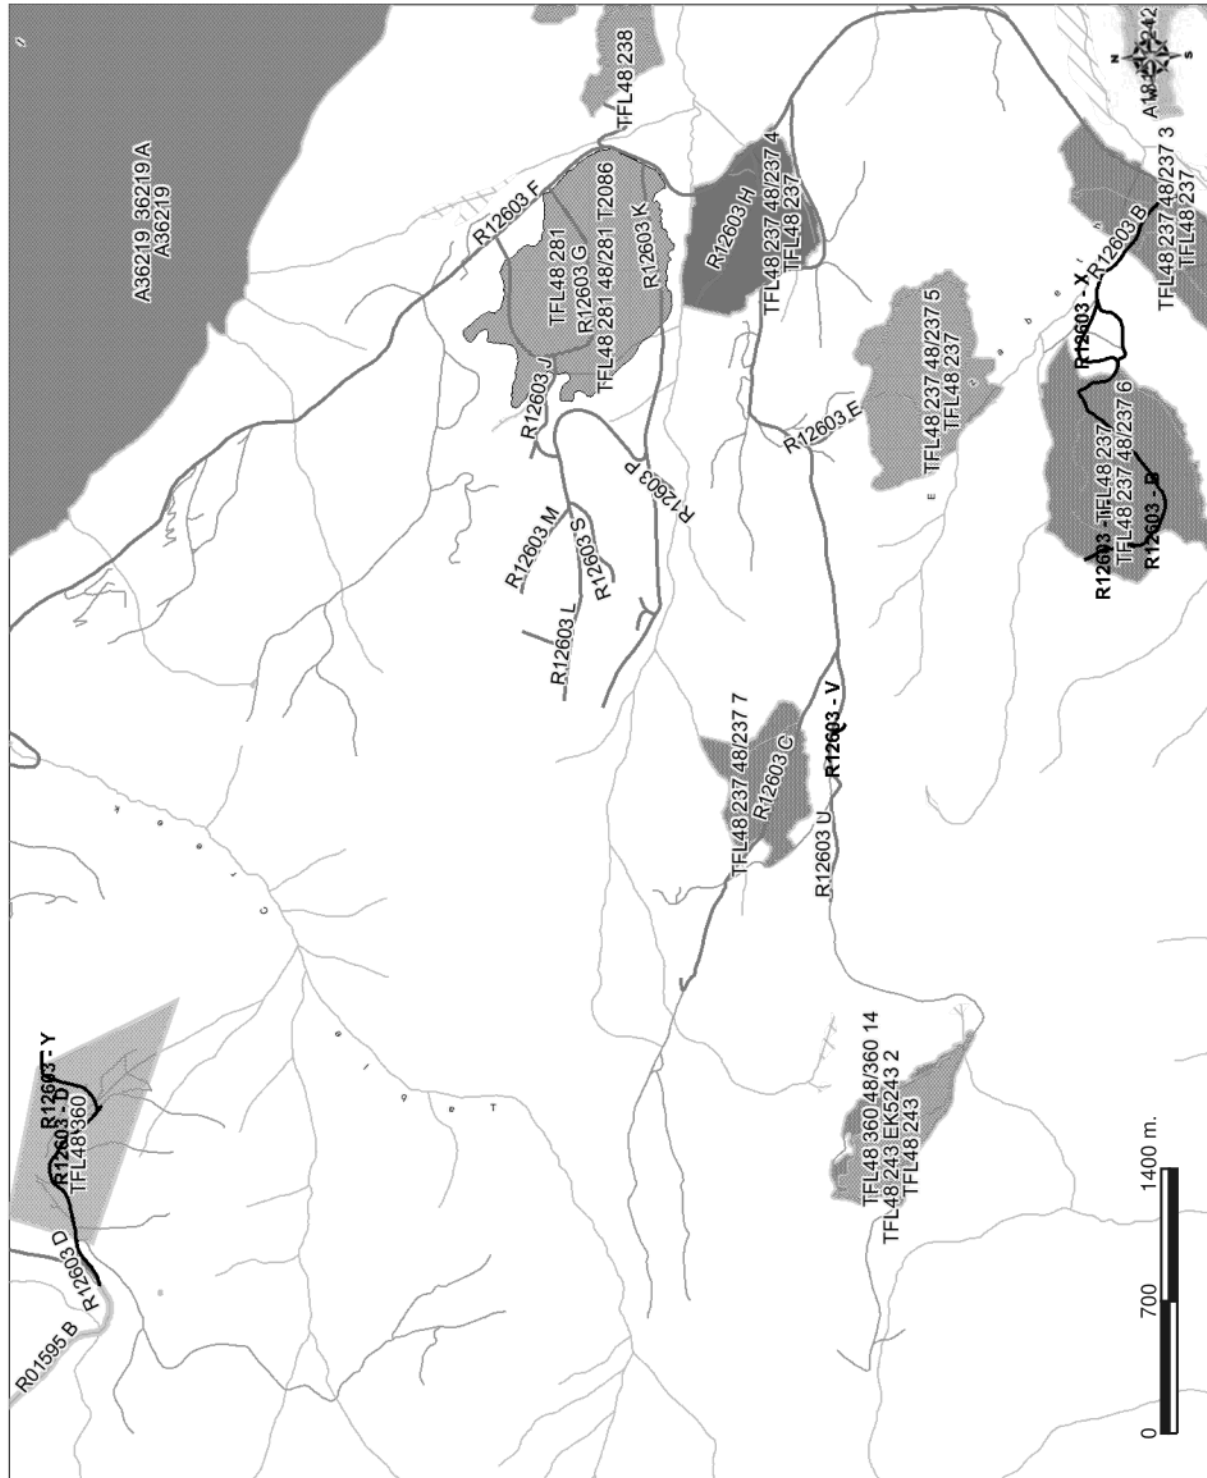 A36219 36219 A
A36219
TFL48 238
R12603 F
TFL48 281
R12603 G
TFL48 281 48/281 T2086
R12603 K
R12603 J
R12603 H
TFL48 237 48/237 4
TFL48 237
N
S
R12603 B
TFL48 237 48/237 3
TFL48 237
R12603 - X
R12603 E
TFL48 237 48/237 5
TFL48 237
TFL48 237
TFL48 237 48/237 6
R12603 - B
R12603 M
R12603 S
R12603 P
R12603 L
TFL48 237 48/237 7
R12603 C
R12603 - V
R12603 U
R12603 - Y
R12603 - D
TFL48 360
R12603 D
R01595 B
Creek
TFL48 360 48/360 14
TFL48 243 EK5243 2
TFL48 243
0 700 1400 m.